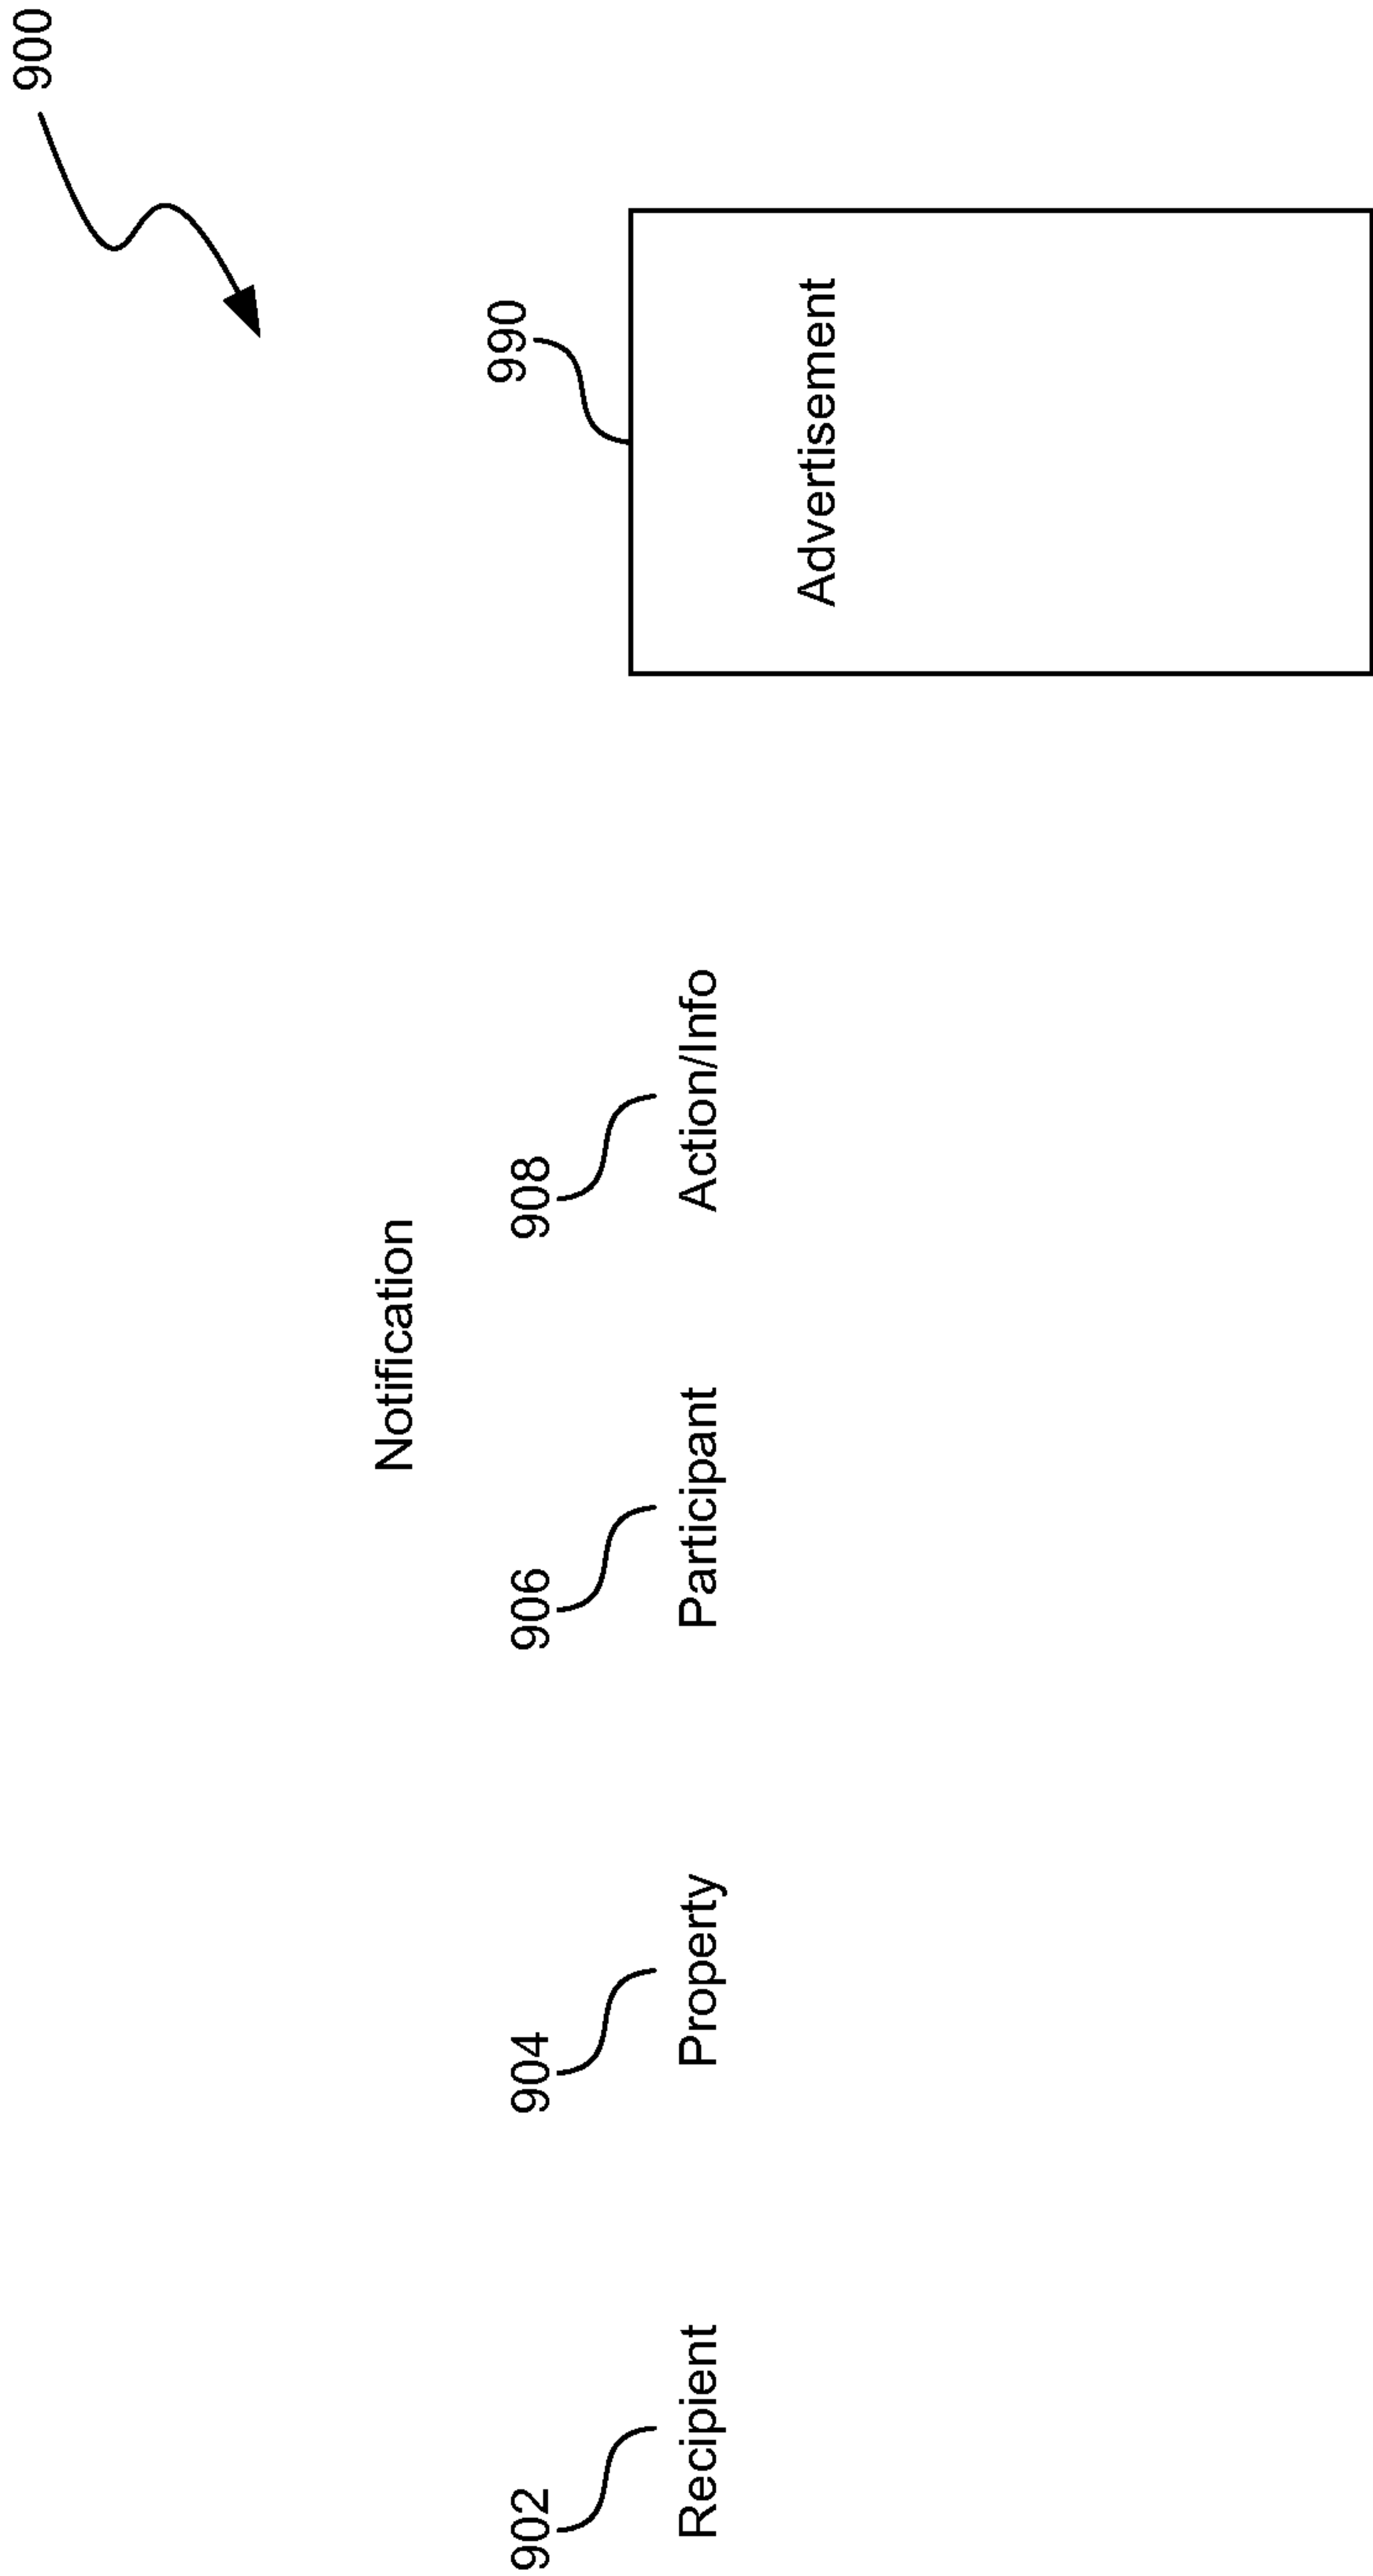 900
Notification
990
902
904
906
908
Recipient
Property
Participant
Action/Info
Advertisement